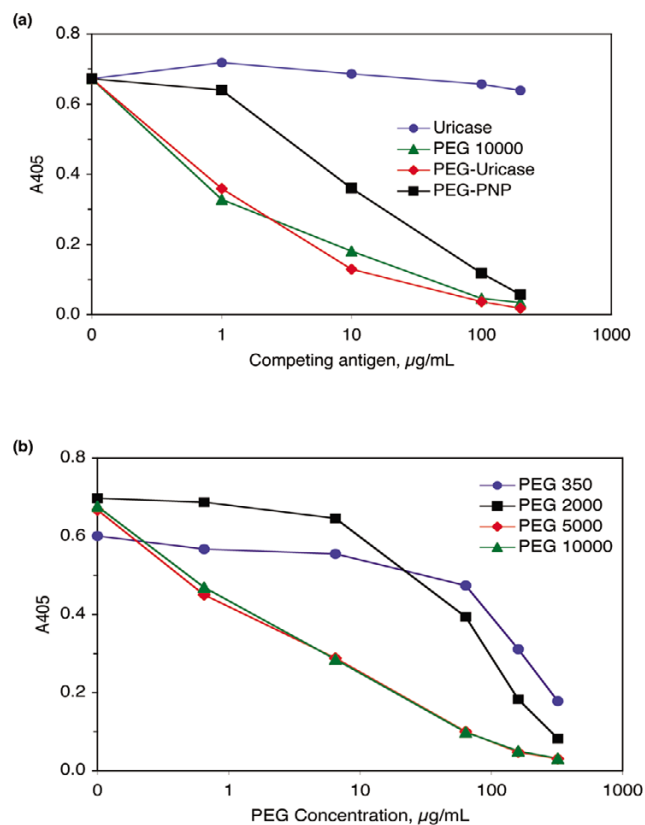 (a)
0.8
0.6
0.4
0.2
0.0
A405
Uricase
PEG 10000
PEG-Uricase
PEG-PNP
0 1 10 100 1000
Competing antigen, µg/mL
(b)
0.8
0.6
0.4
0.2
0.0
A405
PEG 350
PEG 2000
PEG 5000
PEG 10000
0 1 10 100 1000
PEG Concentration, µg/mL